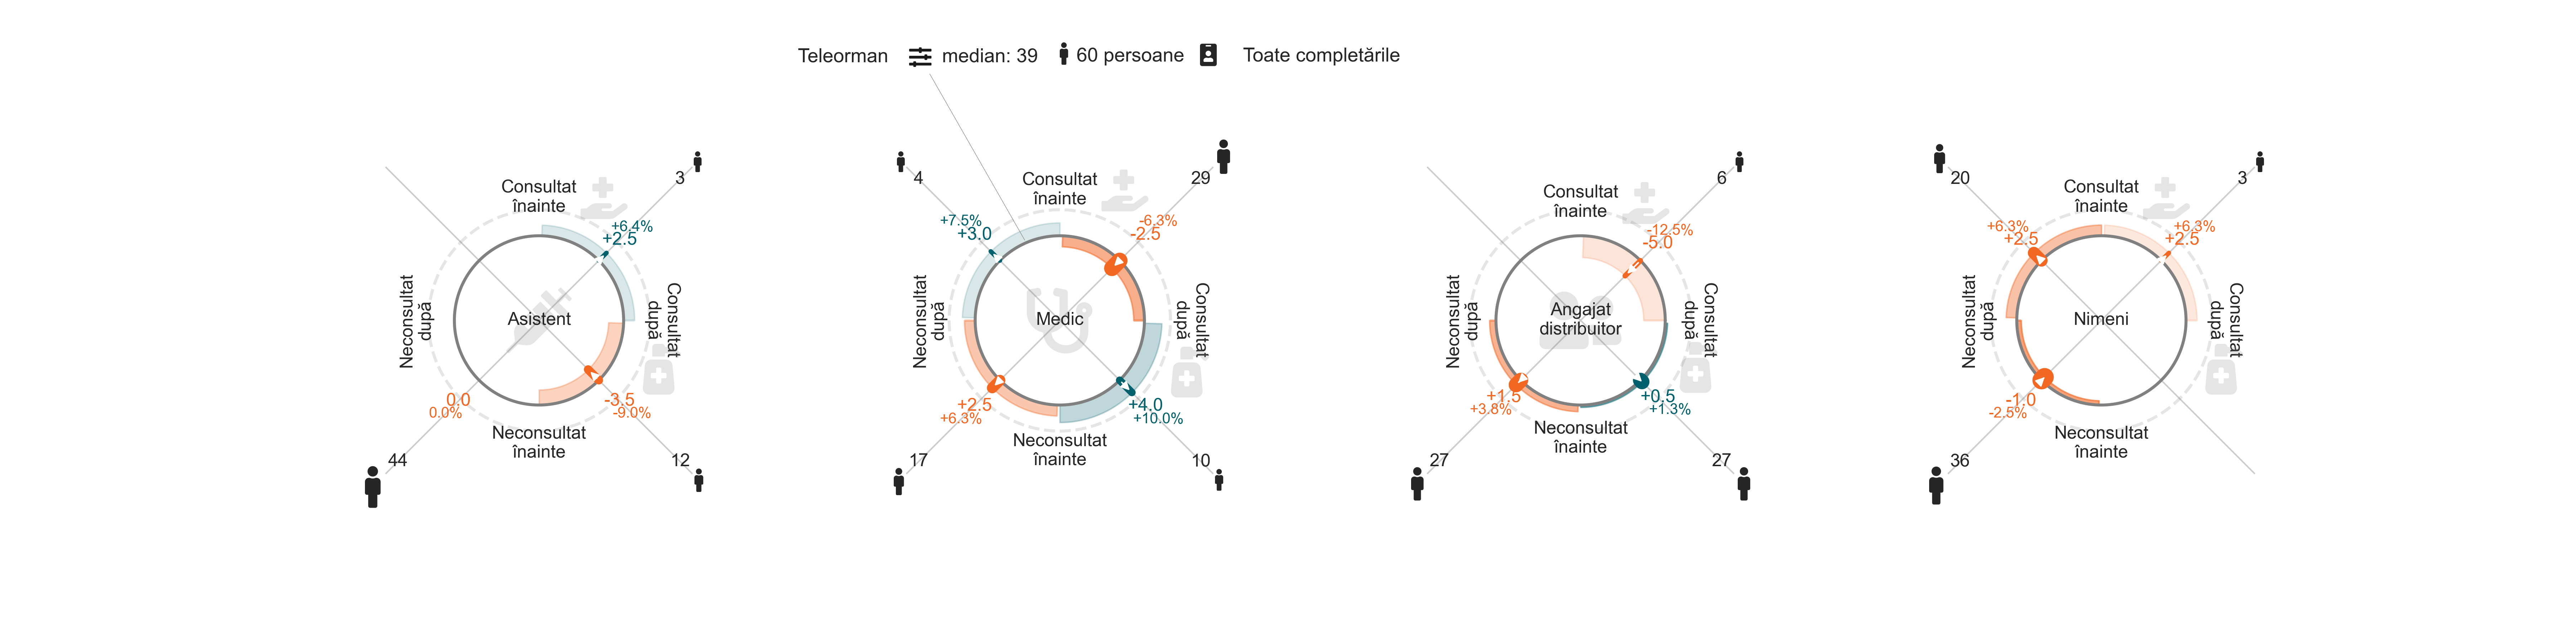 Teleorman median: 39 60 persoane Toate completările
3
Consultat
înainte
+6.4%
+2.5
Neconsultat
după
Asistent
Consultat
după
0.0
0.0%
-3.5
-9.0%
Neconsultat
înainte
44
12
4
29
Consultat
înainte
+7.5%
+3.0
-6.3%
-2.5
Neconsultat
după
Medic
Consultat
după
+2.5
+6.3%
+4.0
+10.0%
Neconsultat
înainte
17
10
6
Consultat
înainte
-12.5%
-5.0
Neconsultat
după
Angajat
distribuitor
Consultat
după
+1.5
+3.8%
+0.5
+1.3%
Neconsultat
înainte
27
27
20
3
Consultat
înainte
+6.3%
+2.5
+6.3%
+2.5
Neconsultat
după
Nimeni
Consultat
după
-1.0
-2.5%
Neconsultat
înainte
36